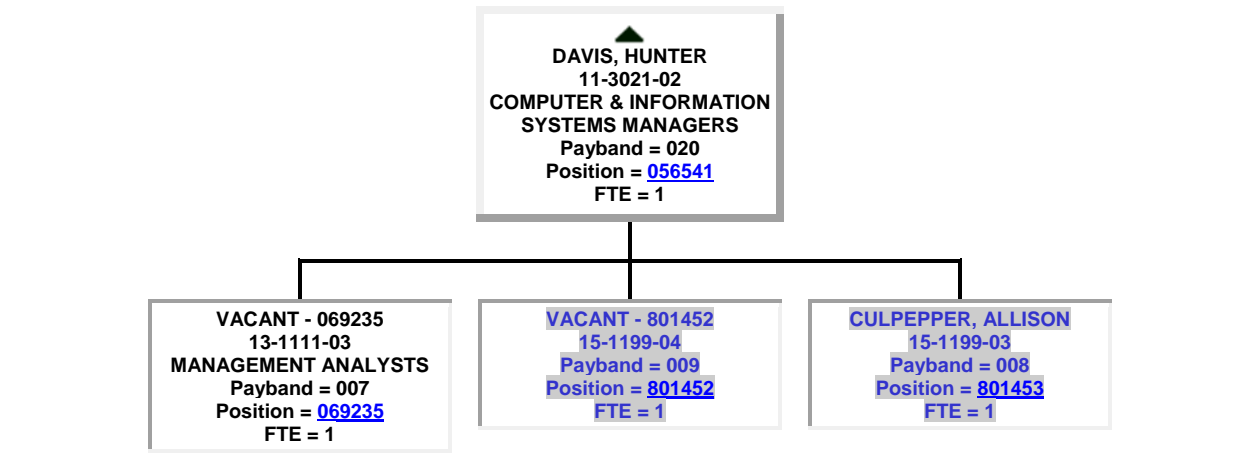 DAVIS, HUNTER
11-3021-02
COMPUTER & INFORMATION
SYSTEMS MANAGERS
Payband = 020
Position = 056541
FTE = 1
VACANT - 069235
13-1111-03
MANAGEMENT ANALYSTS
Payband = 007
Position = 069235
FTE = 1
VACANT - 801452
15-1199-04
Payband = 009
Position = 801452
FTE = 1
CULPEPPER, ALLISON
15-1199-03
Payband = 008
Position = 801453
FTE = 1